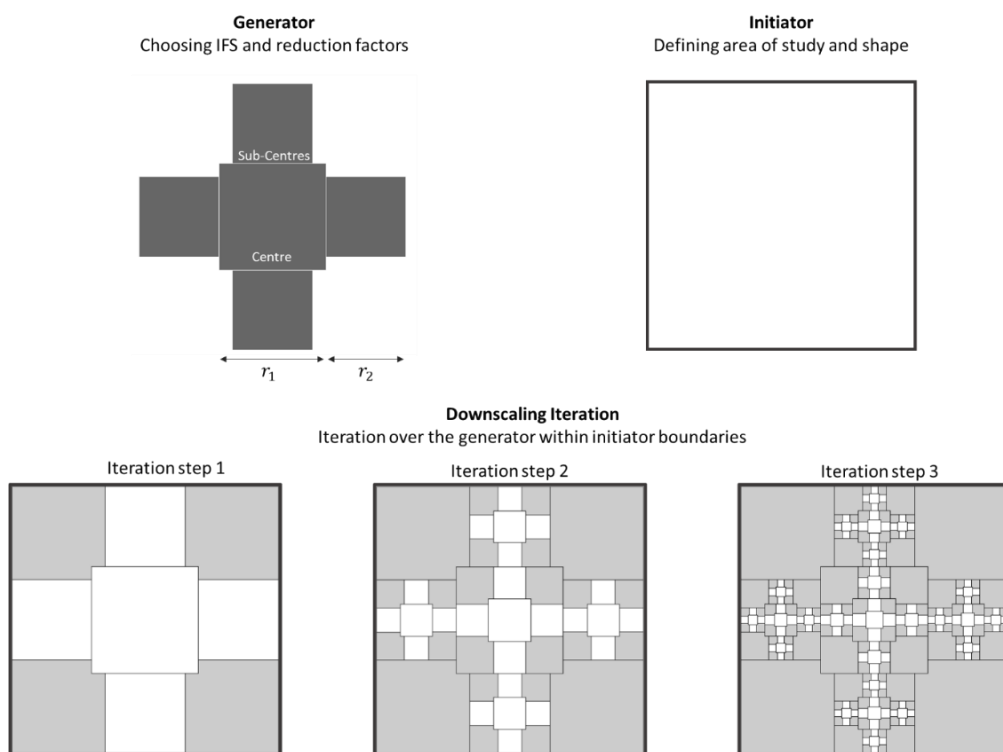 Generator
Choosing IFS and reduction factors
Initiator
Defining area of study and shape
Sub-Centres
Centre
r₁
r₂
Downscaling Iteration
Iteration over the generator within initiator boundaries
Iteration step 1
Iteration step 2
Iteration step 3